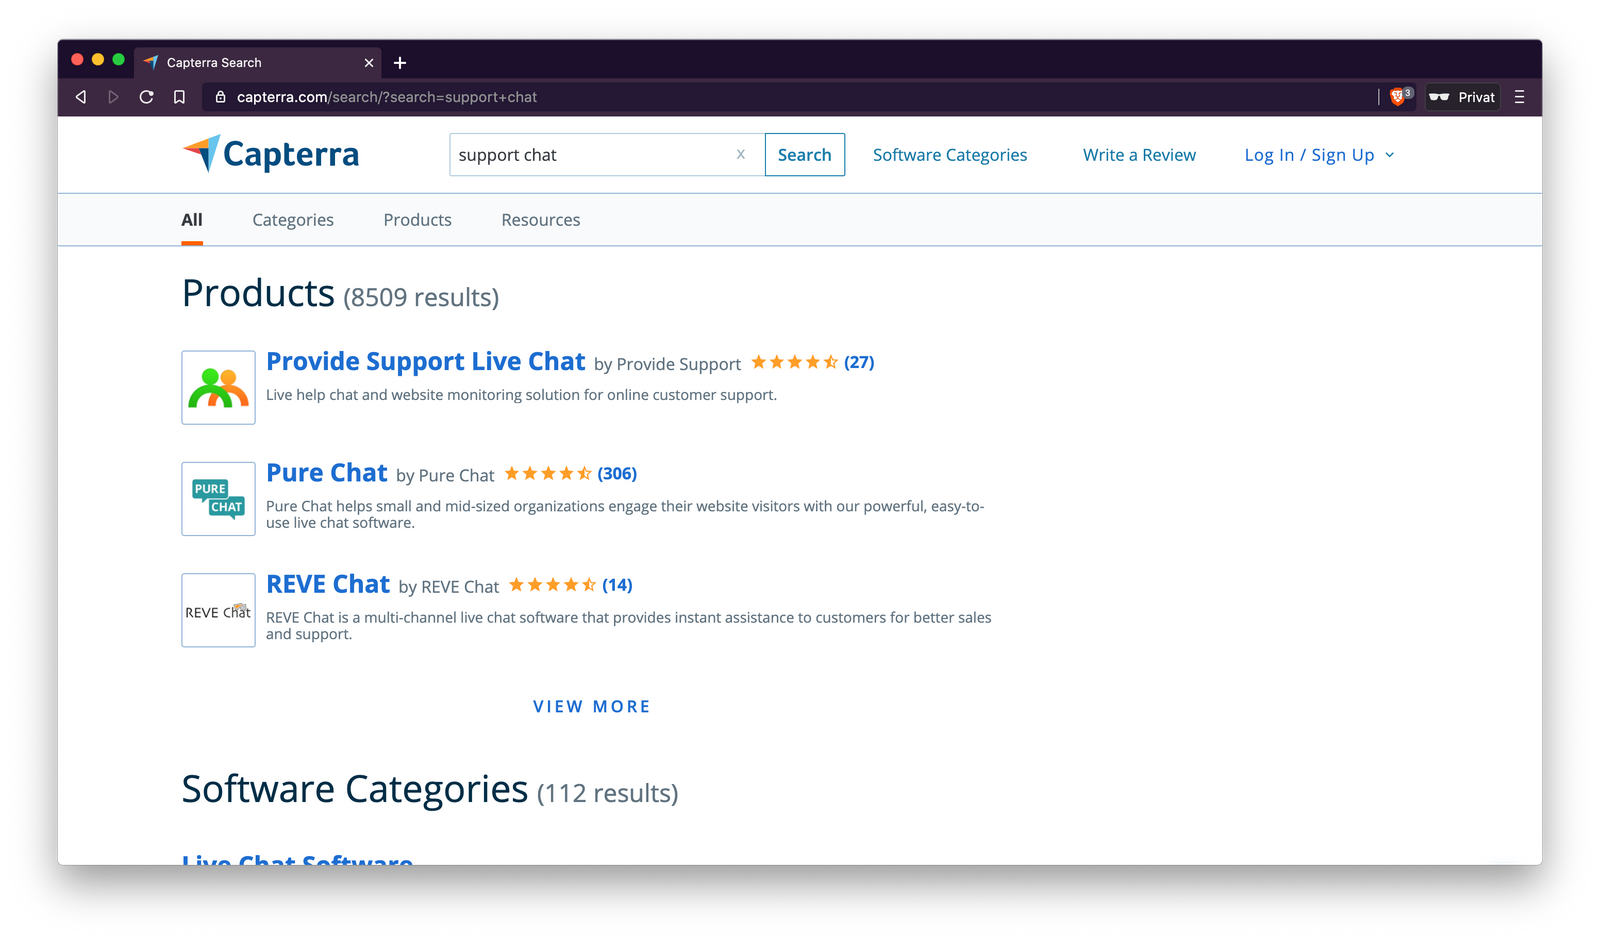 Capterra Search
capterra.com/search/?search=support+chat
3
Privat
Capterra
support chat
x
Search
Software Categories
Write a Review
Log In / Sign Up
All
Categories
Products
Resources
Products (8509 results)
Provide Support Live Chat by Provide Support (27)
Live help chat and website monitoring solution for online customer support.
PURE
CHAT
Pure Chat by Pure Chat (306)
Pure Chat helps small and mid-sized organizations engage their website visitors with our powerful, easy-to-
use live chat software.
REVE Chat
REVE Chat by REVE Chat (14)
REVE Chat is a multi-channel live chat software that provides instant assistance to customers for better sales
and support.
VIEW MORE
Software Categories (112 results)
Live Chat Software